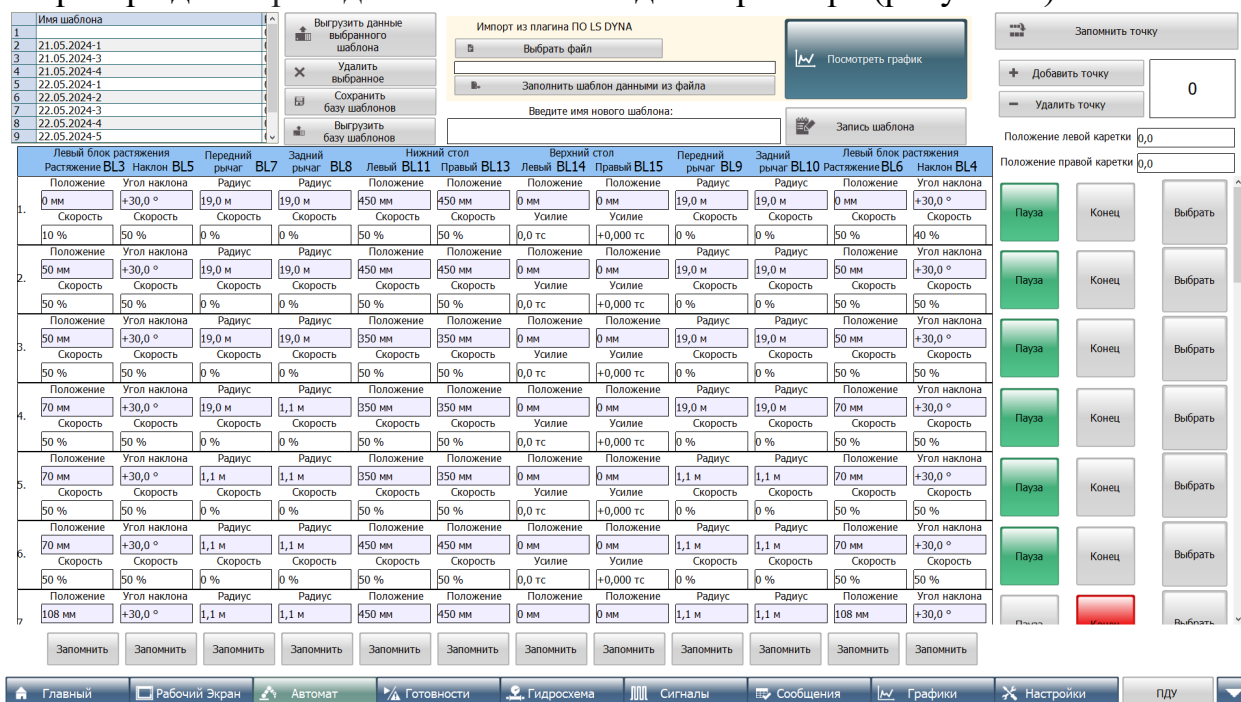 Имя шаблона
1
2 21.05.2024-1
3 21.05.2024-3
4 21.05.2024-4
5 22.05.2024-1
6 22.05.2024-2
7 22.05.2024-3
8 22.05.2024-4
9 22.05.2024-5
Выгрузить данные
выбранного
шаблона
Удалить
выбранное
Сохранить
базу шаблонов
Выгрузить
базу шаблонов
Импорт из плагина ПО LS DYNA
Выбрать файл
Заполнить шаблон данными из файла
Введите имя нового шаблона:
Посмотреть график
Запись шаблона
Запомнить точку
Добавить точку
0
Удалить точку
Положение левой каретки 0,0
Положение правой каретки 0,0
Левый блок растяжения Передний Задний Нижний стол Верхний стол Передний Задний Левый блок растяжения
Растяжение BL3 Наклон BL5 рычаг BL7 рычаг BL8 Левый BL11 Правый BL13 Левый BL14 Правый BL15 рычаг BL9 рычаг BL10 Растяжение BL6 Наклон BL4
Положение Угол наклона Радиус Радиус Положение Положение Положение Положение Радиус Радиус Положение Угол наклона
1. 0 мм +30,0 ° 19,0 м 19,0 м 450 мм 450 мм 0 мм 0 мм 19,0 м 19,0 м 0 мм +30,0 ° Пауза Конец Выбрать
Скорость Скорость Скорость Скорость Скорость Скорость Усилие Усилие Скорость Скорость Скорость Скорость
10 % 50 % 0 % 0 % 50 % 50 % 0,0 тс +0,000 тс 0 % 0 % 50 % 40 %
Положение Угол наклона Радиус Радиус Положение Положение Положение Положение Радиус Радиус Положение Угол наклона
2. 50 мм +30,0 ° 19,0 м 19,0 м 450 мм 450 мм 0 мм 0 мм 19,0 м 19,0 м 50 мм +30,0 ° Пауза Конец Выбрать
Скорость Скорость Скорость Скорость Скорость Скорость Усилие Усилие Скорость Скорость Скорость Скорость
50 % 50 % 0 % 0 % 50 % 50 % 0,0 тс +0,000 тс 0 % 0 % 50 % 50 %
Положение Угол наклона Радиус Радиус Положение Положение Положение Положение Радиус Радиус Положение Угол наклона
3. 50 мм +30,0 ° 19,0 м 19,0 м 350 мм 350 мм 0 мм 0 мм 19,0 м 19,0 м 50 мм +30,0 ° Пауза Конец Выбрать
Скорость Скорость Скорость Скорость Скорость Скорость Усилие Усилие Скорость Скорость Скорость Скорость
50 % 50 % 0 % 0 % 50 % 50 % 0,0 тс +0,000 тс 0 % 0 % 50 % 50 %
Положение Угол наклона Радиус Радиус Положение Положение Положение Положение Радиус Радиус Положение Угол наклона
4. 70 мм +30,0 ° 19,0 м 1,1 м 350 мм 350 мм 0 мм 0 мм 19,0 м 19,0 м 70 мм +30,0 ° Пауза Конец Выбрать
Скорость Скорость Скорость Скорость Скорость Скорость Усилие Усилие Скорость Скорость Скорость Скорость
50 % 50 % 0 % 0 % 50 % 50 % 0,0 тс +0,000 тс 0 % 0 % 50 % 50 %
Положение Угол наклона Радиус Радиус Положение Положение Положение Положение Радиус Радиус Положение Угол наклона
5. 70 мм +30,0 ° 1,1 м 1,1 м 350 мм 350 мм 0 мм 0 мм 1,1 м 1,1 м 70 мм +30,0 ° Пауза Конец Выбрать
Скорость Скорость Скорость Скорость Скорость Скорость Усилие Усилие Скорость Скорость Скорость Скорость
50 % 50 % 0 % 0 % 50 % 50 % 0,0 тс +0,000 тс 0 % 0 % 50 % 50 %
Положение Угол наклона Радиус Радиус Положение Положение Положение Положение Радиус Радиус Положение Угол наклона
6. 70 мм +30,0 ° 1,1 м 1,1 м 450 мм 450 мм 0 мм 0 мм 1,1 м 1,1 м 70 мм +30,0 ° Пауза Конец Выбрать
Скорость Скорость Скорость Скорость Скорость Скорость Усилие Усилие Скорость Скорость Скорость Скорость
50 % 50 % 0 % 0 % 50 % 50 % 0,0 тс +0,000 тс 0 % 0 % 50 % 50 %
Положение Угол наклона Радиус Радиус Положение Положение Положение Положение Радиус Радиус Положение Угол наклона
7 108 мм +30,0 ° 1,1 м 1,1 м 450 мм 450 мм 0 мм 0 мм 1,1 м 1,1 м 108 мм +30,0 ° Пауза Конец Выбрать
Запомнить Запомнить Запомнить Запомнить Запомнить Запомнить Запомнить Запомнить Запомнить Запомнить Запомнить Запомнить
Главный Рабочий Экран Автомат Готовности Гидросхема Сигналы Сообщения Графики Настройки ПДУ